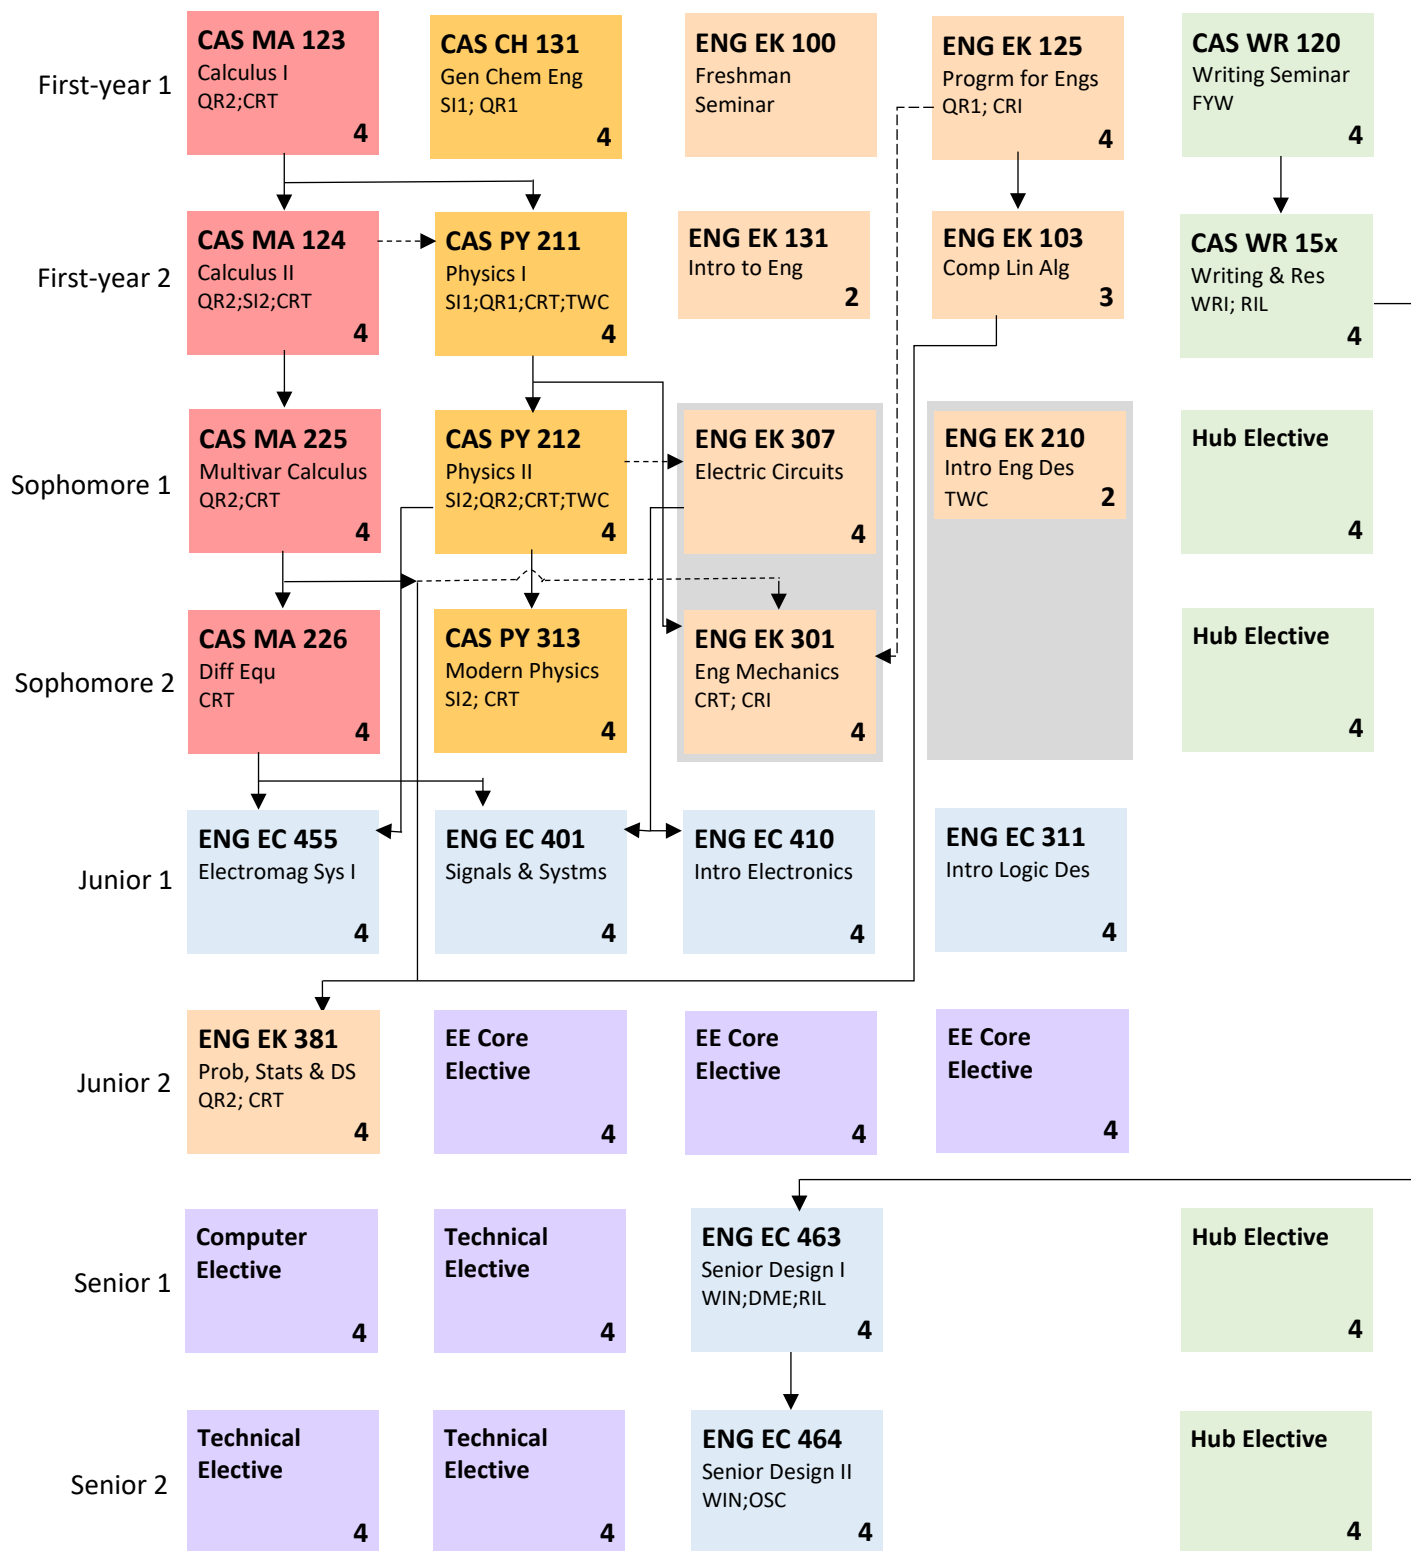 First-year 1
CAS MA 123
Calculus I
QR2;CRT
4
CAS CH 131
Gen Chem Eng
SI1; QR1
4
ENG EK 100
Freshman
Seminar
ENG EK 125
Progrm for Engs
QR1; CRI
4
CAS WR 120
Writing Seminar
FYW
4
First-year 2
CAS MA 124
Calculus II
QR2;SI2;CRT
4
CAS PY 211
Physics I
SI1;QR1;CRT;TWC
4
ENG EK 131
Intro to Eng
2
ENG EK 103
Comp Lin Alg
3
CAS WR 15x
Writing & Res
WRI; RIL
4
Sophomore 1
CAS MA 225
Multivar Calculus
QR2;CRT
4
CAS PY 212
Physics II
SI2;QR2;CRT;TWC
4
ENG EK 307
Electric Circuits
4
ENG EK 210
Intro Eng Des
TWC
2
Hub Elective
4
Sophomore 2
CAS MA 226
Diff Equ
CRT
4
CAS PY 313
Modern Physics
SI2; CRT
4
ENG EK 301
Eng Mechanics
CRT; CRI
4
Hub Elective
4
Junior 1
ENG EC 455
Electromag Sys I
4
ENG EC 401
Signals & Systms
4
ENG EC 410
Intro Electronics
4
ENG EC 311
Intro Logic Des
4
Junior 2
ENG EK 381
Prob, Stats & DS
QR2; CRT
4
EE Core
Elective
4
EE Core
Elective
4
EE Core
Elective
4
Senior 1
Computer
Elective
4
Technical
Elective
4
ENG EC 463
Senior Design I
WIN;DME;RIL
4
Hub Elective
4
Senior 2
Technical
Elective
4
Technical
Elective
4
ENG EC 464
Senior Design II
WIN;OSC
4
Hub Elective
4